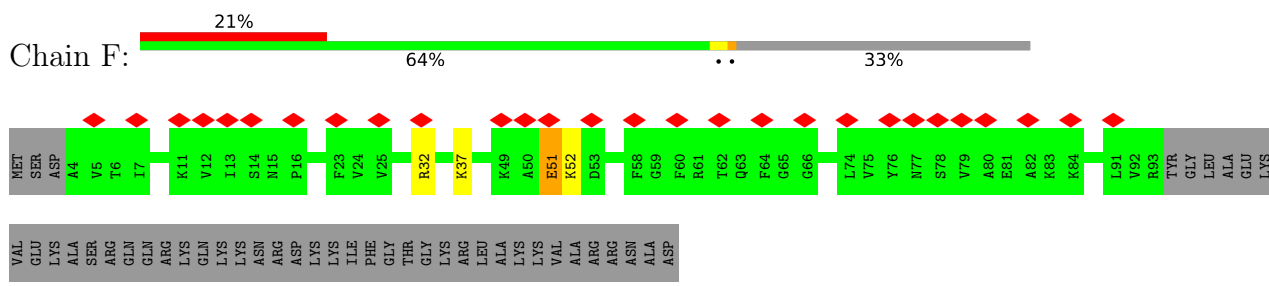 21%
Chain F:
64% • • 33%
MET SER ASP A4 V5 T6 I7 K11 V12 I13 S14 N15 P16 F23 V24 V25 R32 K37 K49 A50 E51 K52 D53 F58 G59 F60 R61 T62 Q63 F64 G65 G66 L74 V75 Y76 N77 S78 V79 A80 E81 A82 K83 K84 L91 V92 R93 TYR GLY LEU ALA GLU LYS
VAL GLU LYS ALA SER ARG GLN GLN ARG LYS GLN LYS LYS ASN ARG ASP LYS LYS ILE PHE GLY THR GLY LYS ARG LEU ALA LYS LYS VAL ALA ARG ARG ASN ALA ASP